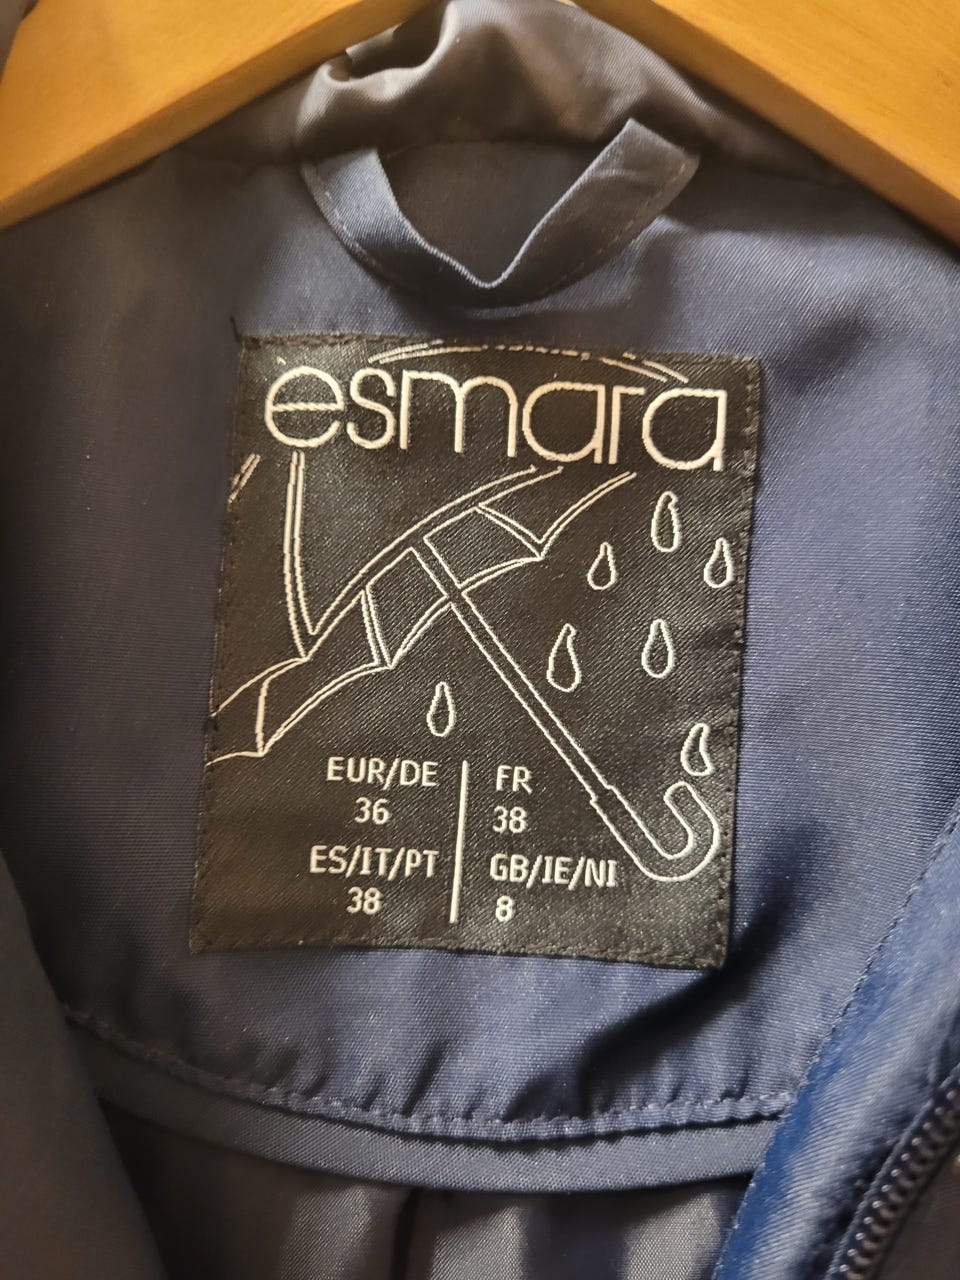 esmara
EUR/DE
36
ES/IT/PT
38
FR
38
GB/IE/NI
8